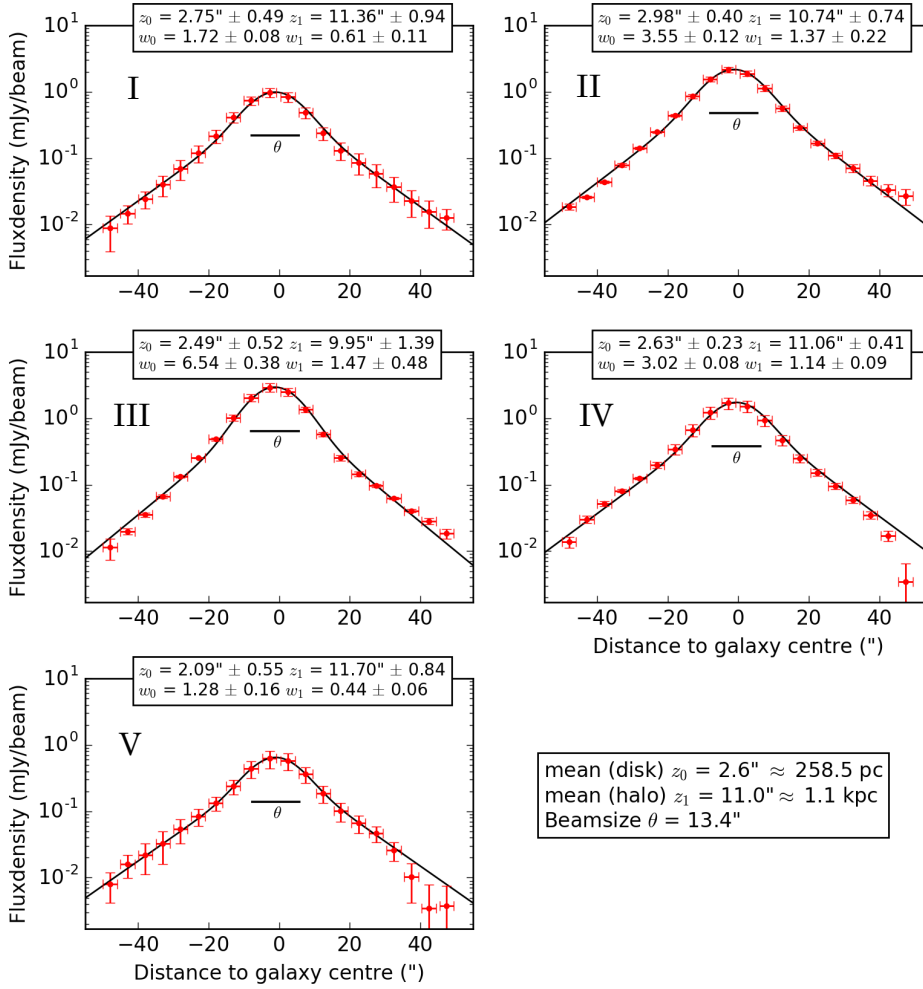 z0 = 2.75" ± 0.49 z1 = 11.36" ± 0.94
w0 = 1.72 ± 0.08 w1 = 0.61 ± 0.11
I
Fluxdensity (mJy/beam)
10^1
10^0
10^-1
10^-2
θ
−40 −20 0 20 40
z0 = 2.98" ± 0.40 z1 = 10.74" ± 0.74
w0 = 3.55 ± 0.12 w1 = 1.37 ± 0.22
II
10^1
10^0
10^-1
10^-2
θ
−40 −20 0 20 40
z0 = 2.49" ± 0.52 z1 = 9.95" ± 1.39
w0 = 6.54 ± 0.38 w1 = 1.47 ± 0.48
III
Fluxdensity (mJy/beam)
10^1
10^0
10^-1
10^-2
θ
−40 −20 0 20 40
z0 = 2.63" ± 0.23 z1 = 11.06" ± 0.41
w0 = 3.02 ± 0.08 w1 = 1.14 ± 0.09
IV
10^1
10^0
10^-1
10^-2
θ
−40 −20 0 20 40
Distance to galaxy centre (")
z0 = 2.09" ± 0.55 z1 = 11.70" ± 0.84
w0 = 1.28 ± 0.16 w1 = 0.44 ± 0.06
V
Fluxdensity (mJy/beam)
10^1
10^0
10^-1
10^-2
θ
−40 −20 0 20 40
Distance to galaxy centre (")
mean (disk) z0 = 2.6" ≈ 258.5 pc
mean (halo) z1 = 11.0" ≈ 1.1 kpc
Beamsize θ = 13.4"